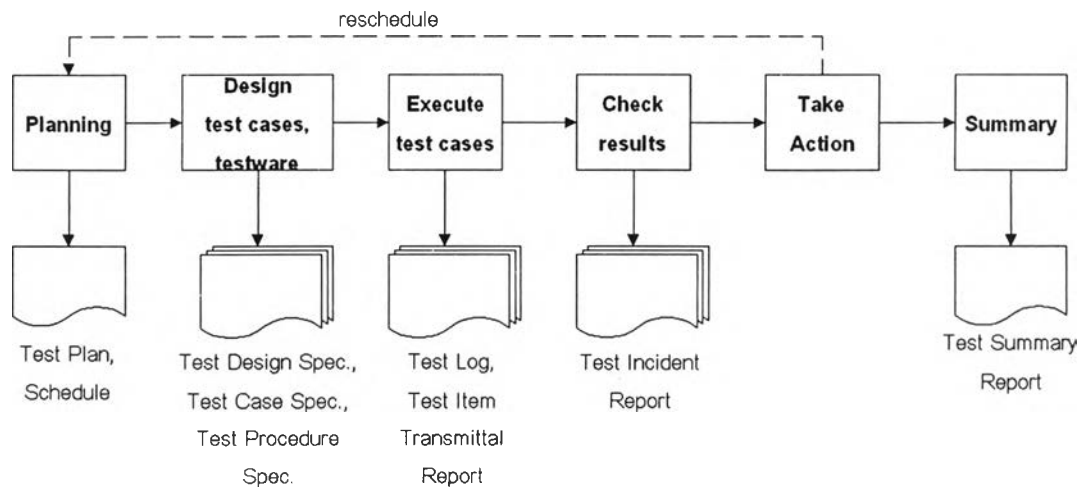 reschedule
Planning
Design
test cases,
testware
Execute
test cases
Check
results
Take
Action
Summary
Test Plan,
Schedule
Test Design Spec.,
Test Case Spec.,
Test Procedure
Spec.
Test Log,
Test Item
Transmittal
Report
Test Incident
Report
Test Summary
Report